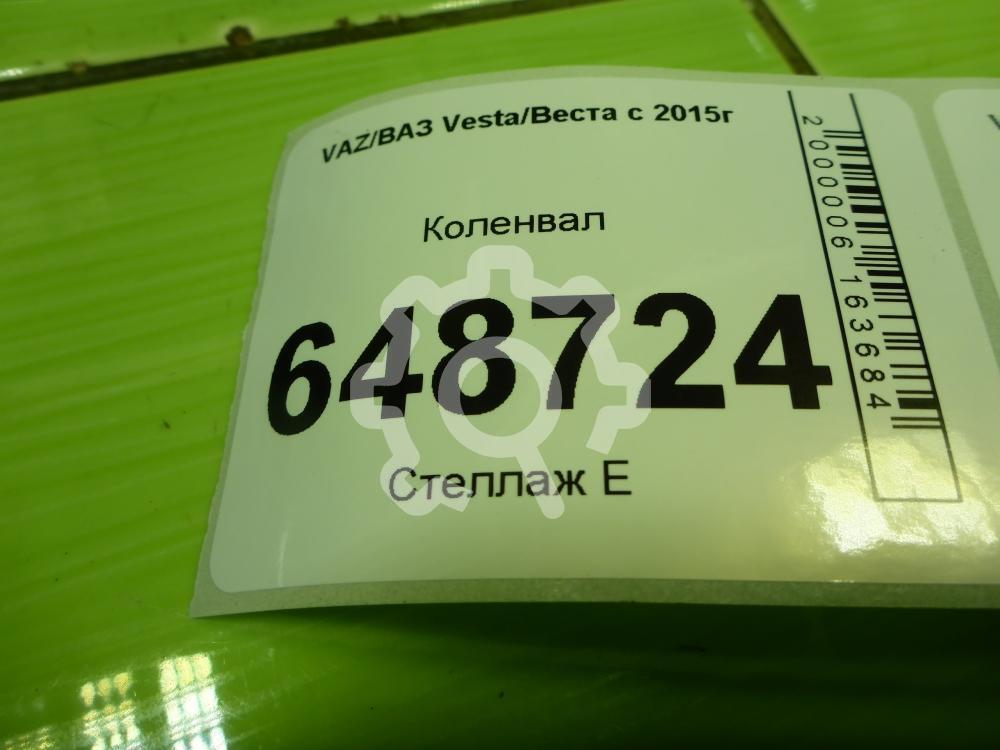 VAZ/ВАЗ Vesta/Веста с 2015г
Коленвал
648724
Стеллаж Е
2000006163684